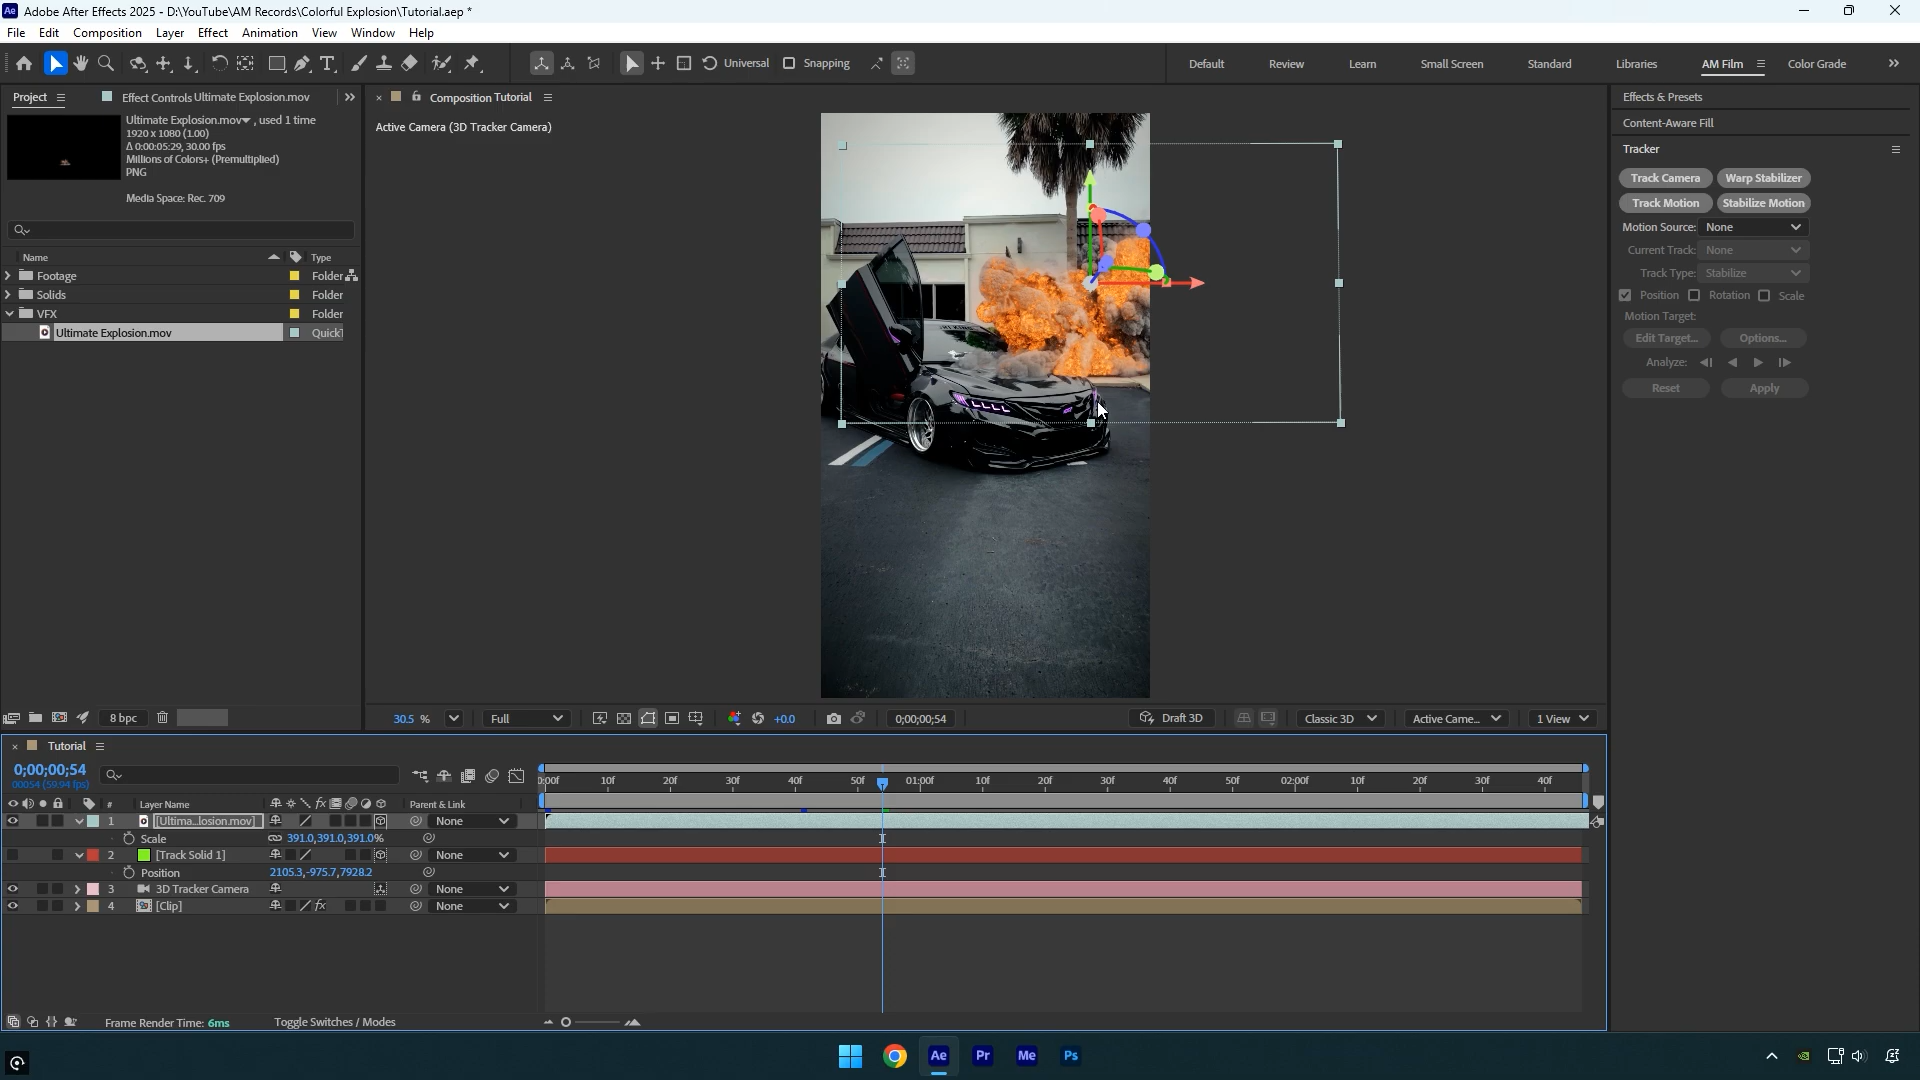 Adobe After Effects 2025 - D:\YouTube\AM Records\Colorful Explosion\Tutorial.aep *
File Edit Composition Layer Effect Animation View Window Help
Universal Snapping Default Review Learn Small Screen Standard Libraries AM Film Color Grade
Project Effect Controls Ultimate Explosion.mov
Composition Tutorial
Ultimate Explosion.mov , used 1 time
1920 x 1080 (1.00)
Δ 0:00:05:29, 30.00 fps
Millions of Colors+ (Premultiplied)
PNG
Media Space: Rec. 709
Name Type
Footage Folder
Solids Folder
VFX Folder
Ultimate Explosion.mov QuickT
8 bpc
Active Camera (3D Tracker Camera)
30.5 % Full +0.0 0;00;00;54 Draft 3D Classic 3D Active Came... 1 View
Effects & Presets
Content-Aware Fill
Tracker
Track Camera Warp Stabilizer
Track Motion Stabilize Motion
Motion Source: None
Current Track: None
Track Type: Stabilize
Position Rotation Scale
Motion Target:
Edit Target... Options...
Analyze:
Reset Apply
Tutorial
0;00;00;54
00054 (59.94 fps)
0:00f 10f 20f 30f 40f 50f 01:00f 10f 20f 30f 40f 50f 02:00f 10f 20f 30f 40f
# Layer Name fx Parent & Link
1 [Ultima...losion.mov] None
Scale 391.0,391.0,391.0%
2 [Track Solid 1] None
Position 2105.3,-975.7,7928.2
3 3D Tracker Camera None
4 [Clip] fx None
Frame Render Time: 6ms Toggle Switches / Modes
Ae Pr Me Ps